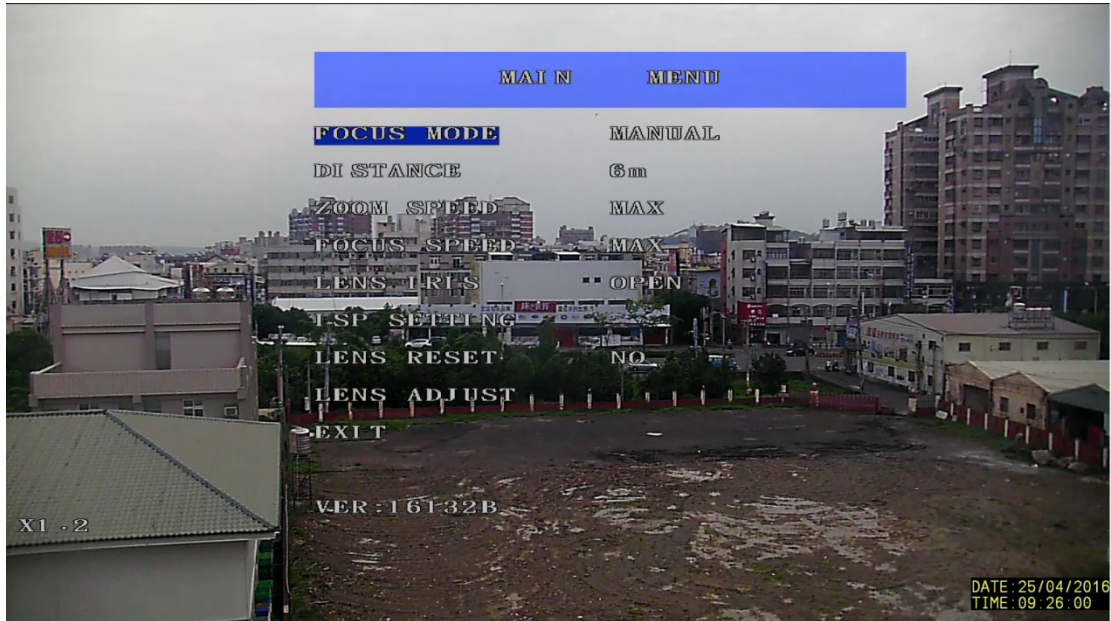 MAIN MENU
FOCUS MODE MANUAL
DISTANCE 6m
ZOOM SPEED MAX
FOCUS SPEED MAX
LENS IRIS OPEN
ISP SETTING
LENS RESET NO
LENS ADJUST
EXIT
VER:16132B
X1.2
DATE:25/04/2016
TIME:09:26:00